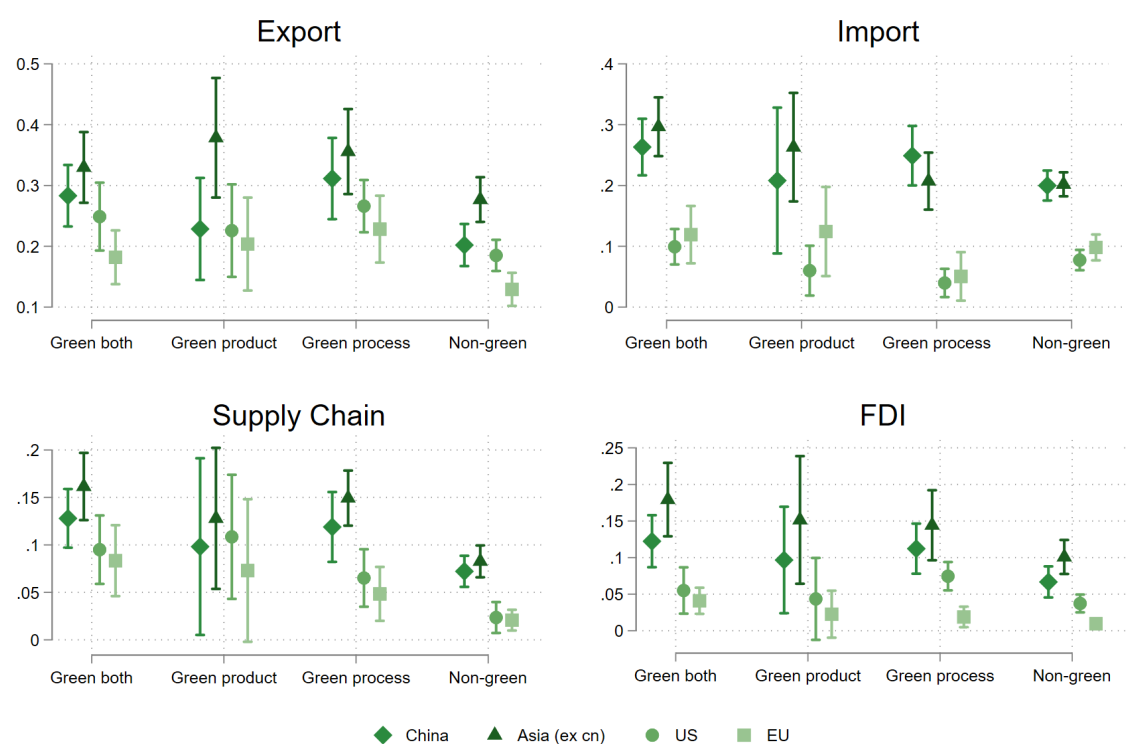 Export
0.5
0.4
0.3
0.2
0.1
Green both Green product Green process Non-green
Import
.4
.3
.2
.1
0
Green both Green product Green process Non-green
Supply Chain
.2
.15
.1
.05
0
Green both Green product Green process Non-green
FDI
.25
.2
.15
.1
.05
0
Green both Green product Green process Non-green
China Asia (ex cn) US EU